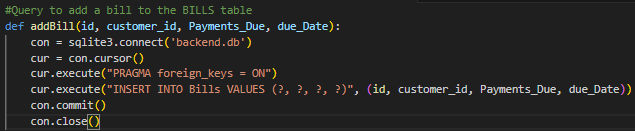 #Query to add a bill to the BILLS table
def addBill(id, customer_id, Payments_Due, due_Date):
    con = sqlite3.connect('backend.db')
    cur = con.cursor()
    cur.execute("PRAGMA foreign_keys = ON")
    cur.execute("INSERT INTO Bills VALUES (?, ?, ?, ?)", (id, customer_id, Payments_Due, due_Date))
    con.commit()
    con.close()